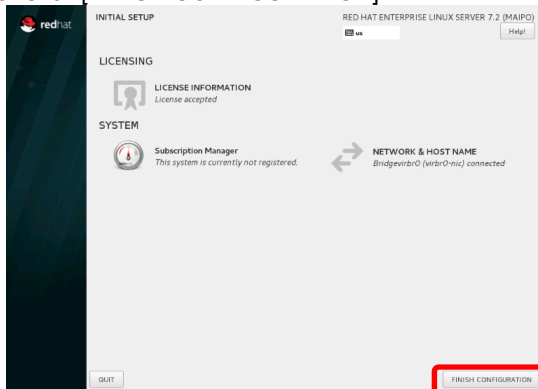 redhat
INITIAL SETUP
RED HAT ENTERPRISE LINUX SERVER 7.2 (MAIPO)
us
Help!
LICENSING
LICENSE INFORMATION
License accepted
SYSTEM
Subscription Manager
This system is currently not registered.
NETWORK & HOST NAME
Bridgevirbr0 (virbr0-nic) connected
QUIT
FINISH CONFIGURATION